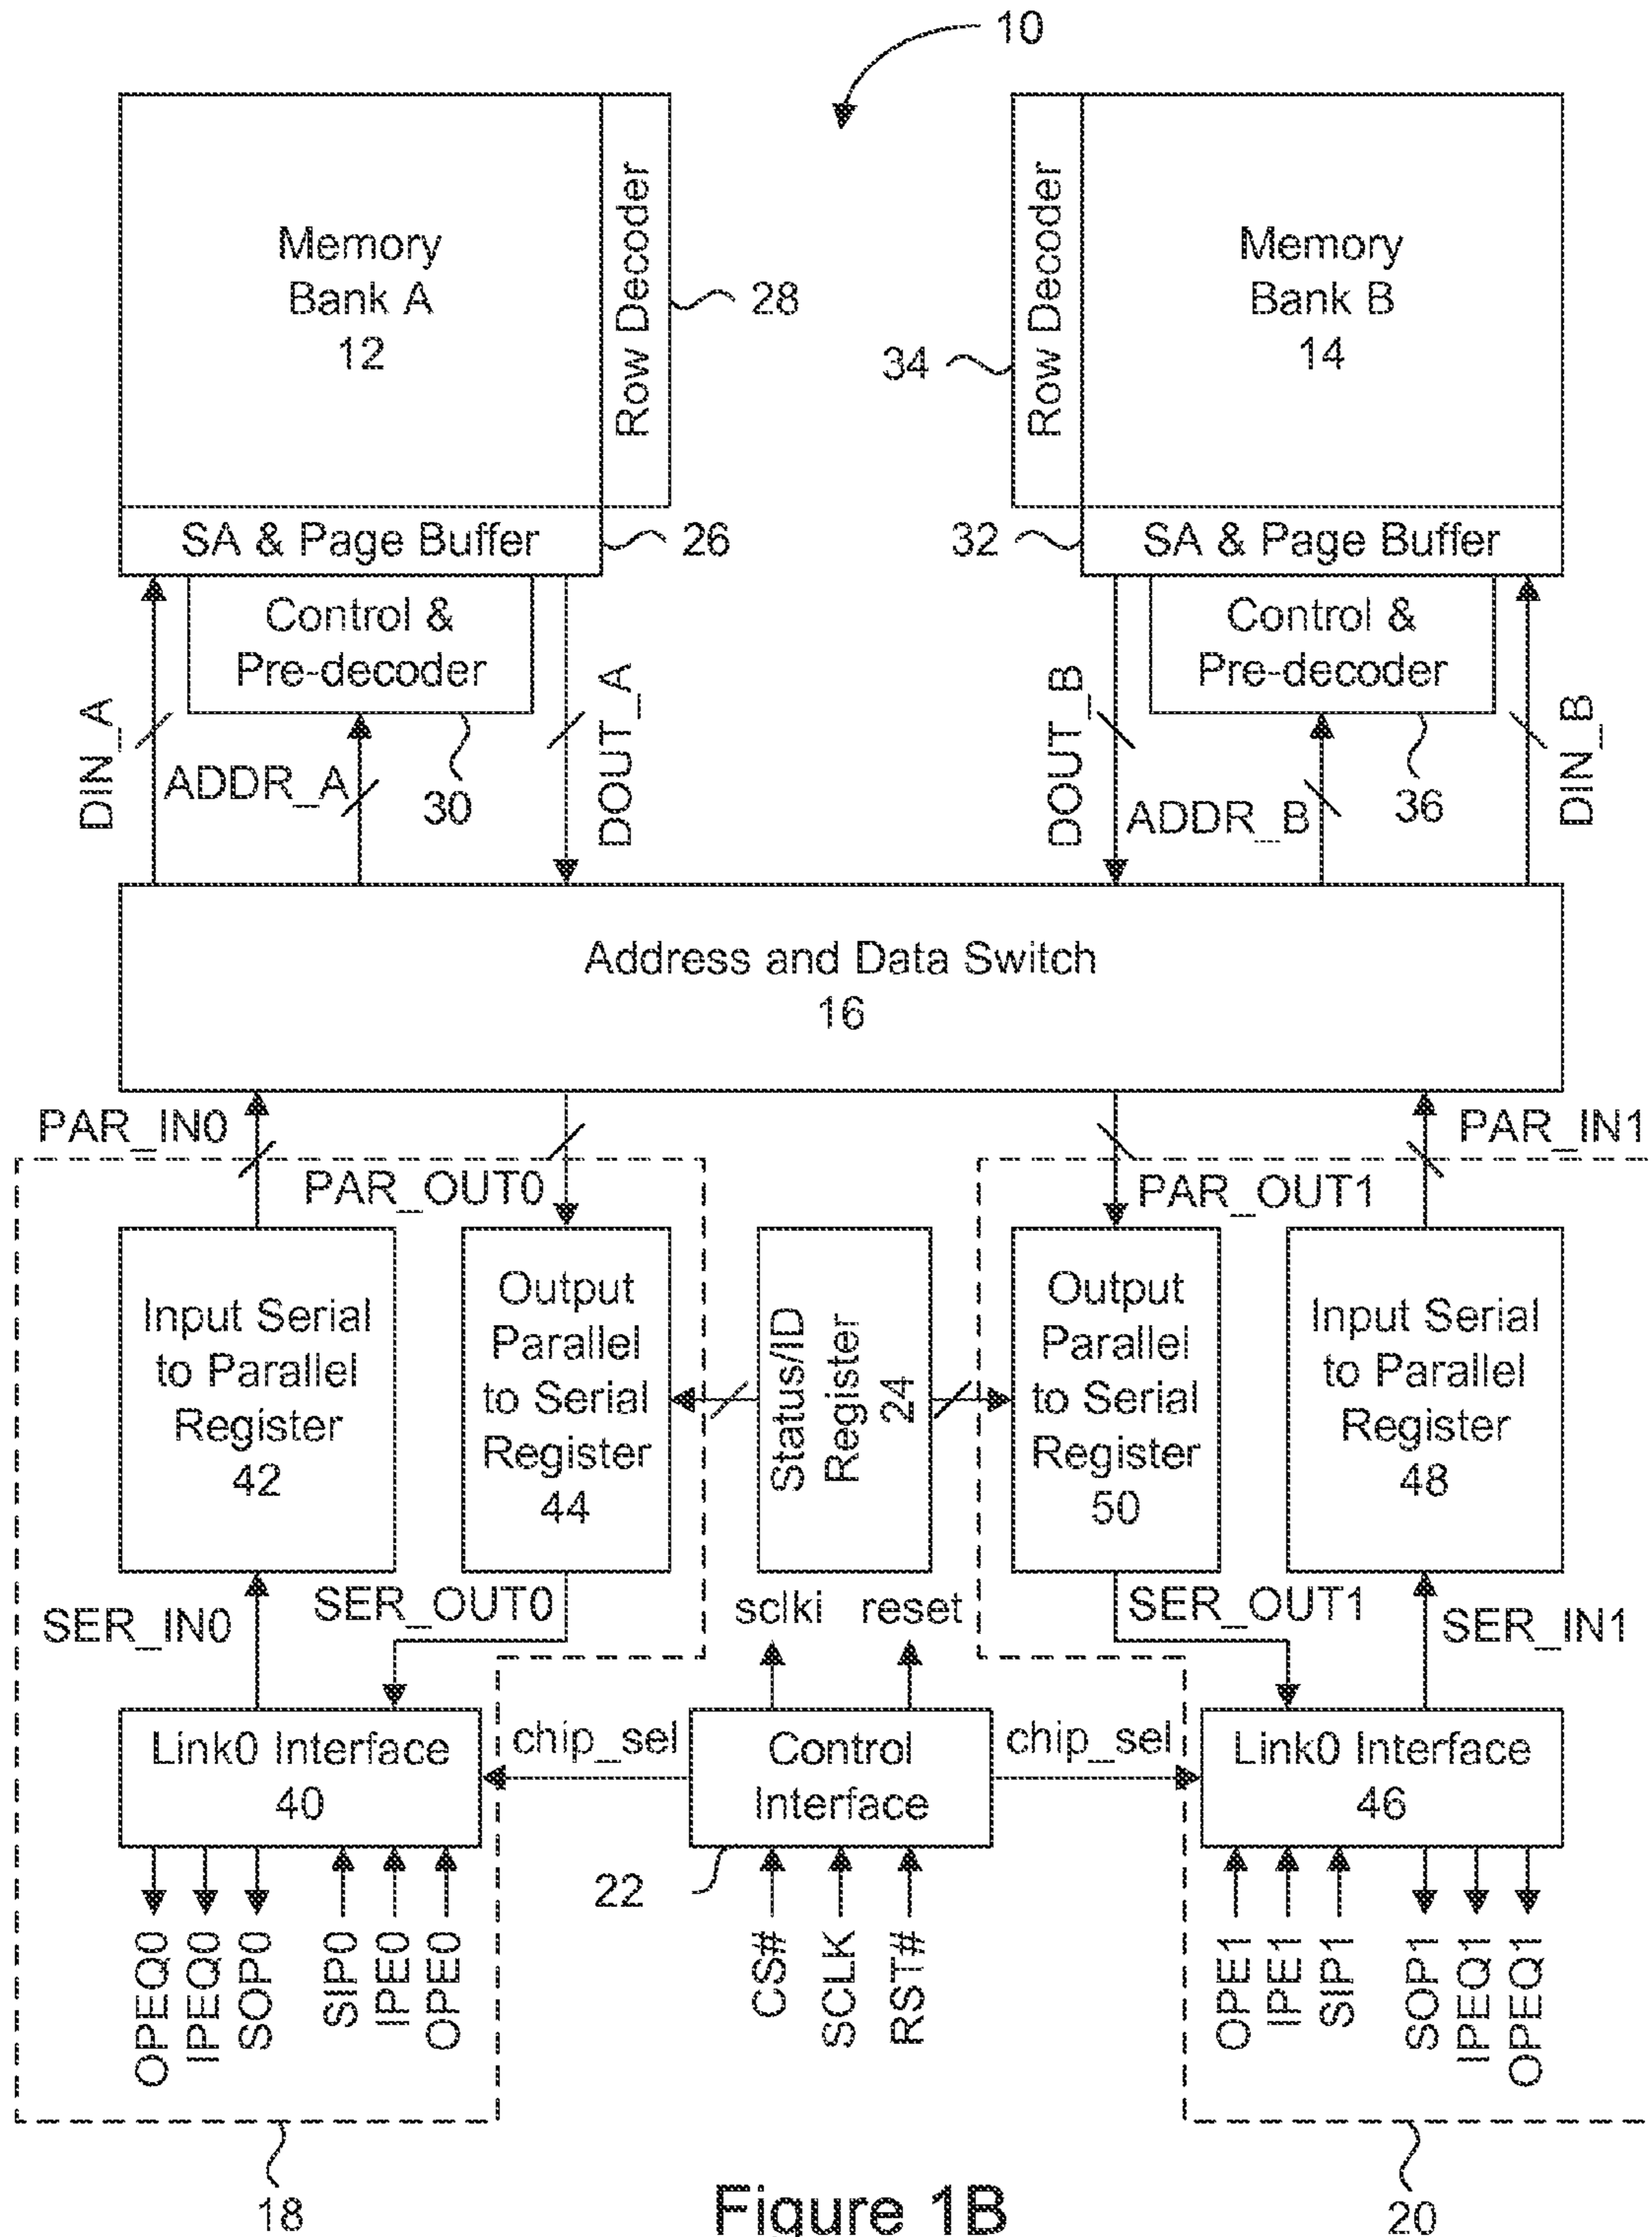 10
Memory
Bank A
12
Row Decoder
28
34
Row Decoder
Memory
Bank B
14
SA & Page Buffer
26
32
SA & Page Buffer
Control &
Pre-decoder
Control &
Pre-decoder
DIN_A
ADDR_A
30
DOUT_A
DOUT_B
ADDR_B
36
DIN_B
Address and Data Switch
16
PAR_IN0
PAR_OUT0
PAR_OUT1
PAR_IN1
Input Serial
to Parallel
Register
42
Output
Parallel
to Serial
Register
44
Status/ID
Register
24
Output
Parallel
to Serial
Register
50
Input Serial
to Parallel
Register
48
SER_IN0
SER_OUT0
sclki
reset
SER_OUT1
SER_IN1
Link0 Interface
40
chip_sel
Control
Interface
chip_sel
Link0 Interface
46
22
OPEQ0
IPEQ0
SOP0
SIP0
IPE0
OPE0
CS#
SCLK
RST#
OPE1
IPE1
SIP1
SOP1
IPEQ1
OPEQ1
18
Figure 1B
20